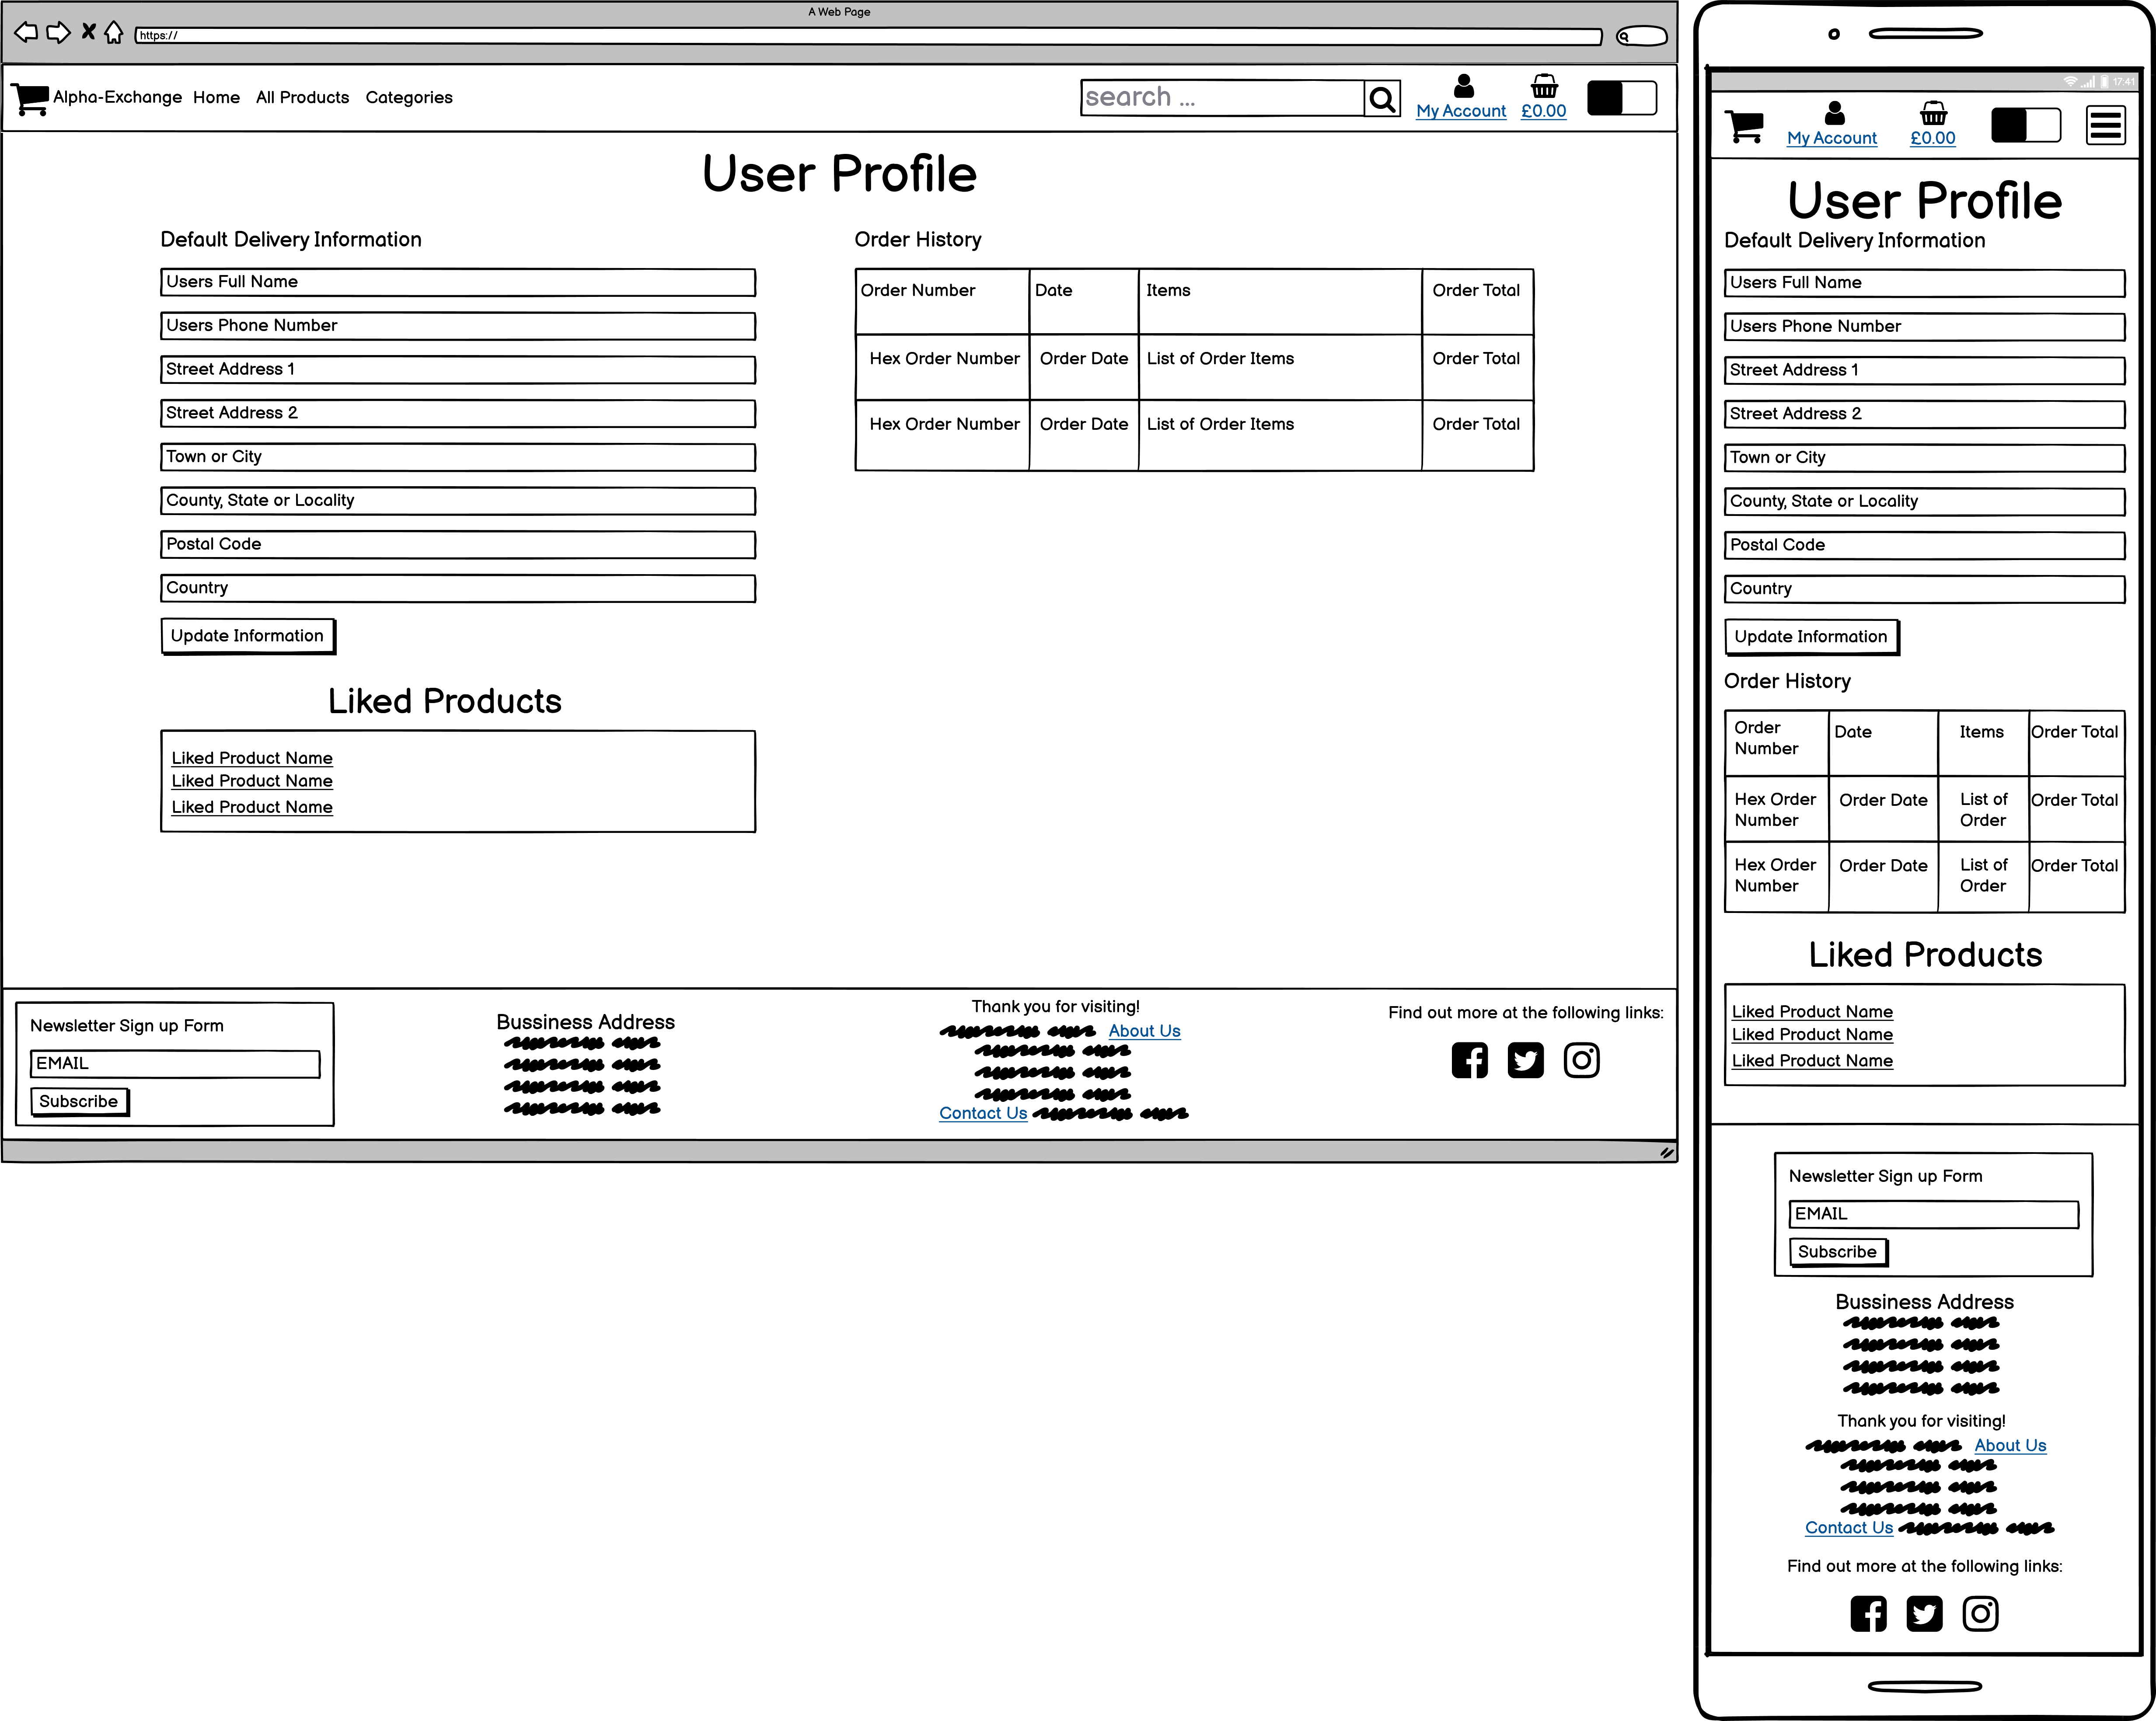 A Web Page
https://
Alpha-Exchange Home All Products Categories
search ...
My Account £0.00
User Profile
Default Delivery Information
Users Full Name
Users Phone Number
Street Address 1
Street Address 2
Town or City
County, State or Locality
Postal Code
Country
Update Information
Order History
Order Number Date Items Order Total
Hex Order Number Order Date List of Order Items Order Total
Hex Order Number Order Date List of Order Items Order Total
Liked Products
Liked Product Name
Liked Product Name
Liked Product Name
Newsletter Sign up Form
EMAIL
Subscribe
Bussiness Address
Thank you for visiting!
About Us
Contact Us
Find out more at the following links:
17:41
My Account £0.00
User Profile
Default Delivery Information
Users Full Name
Users Phone Number
Street Address 1
Street Address 2
Town or City
County, State or Locality
Postal Code
Country
Update Information
Order History
Order
Number
Date
Items
Order Total
Hex Order
Number
Order Date
List of
Order
Order Total
Hex Order
Number
Order Date
List of
Order
Order Total
Liked Products
Liked Product Name
Liked Product Name
Liked Product Name
Newsletter Sign up Form
EMAIL
Subscribe
Bussiness Address
Thank you for visiting!
About Us
Contact Us
Find out more at the following links: